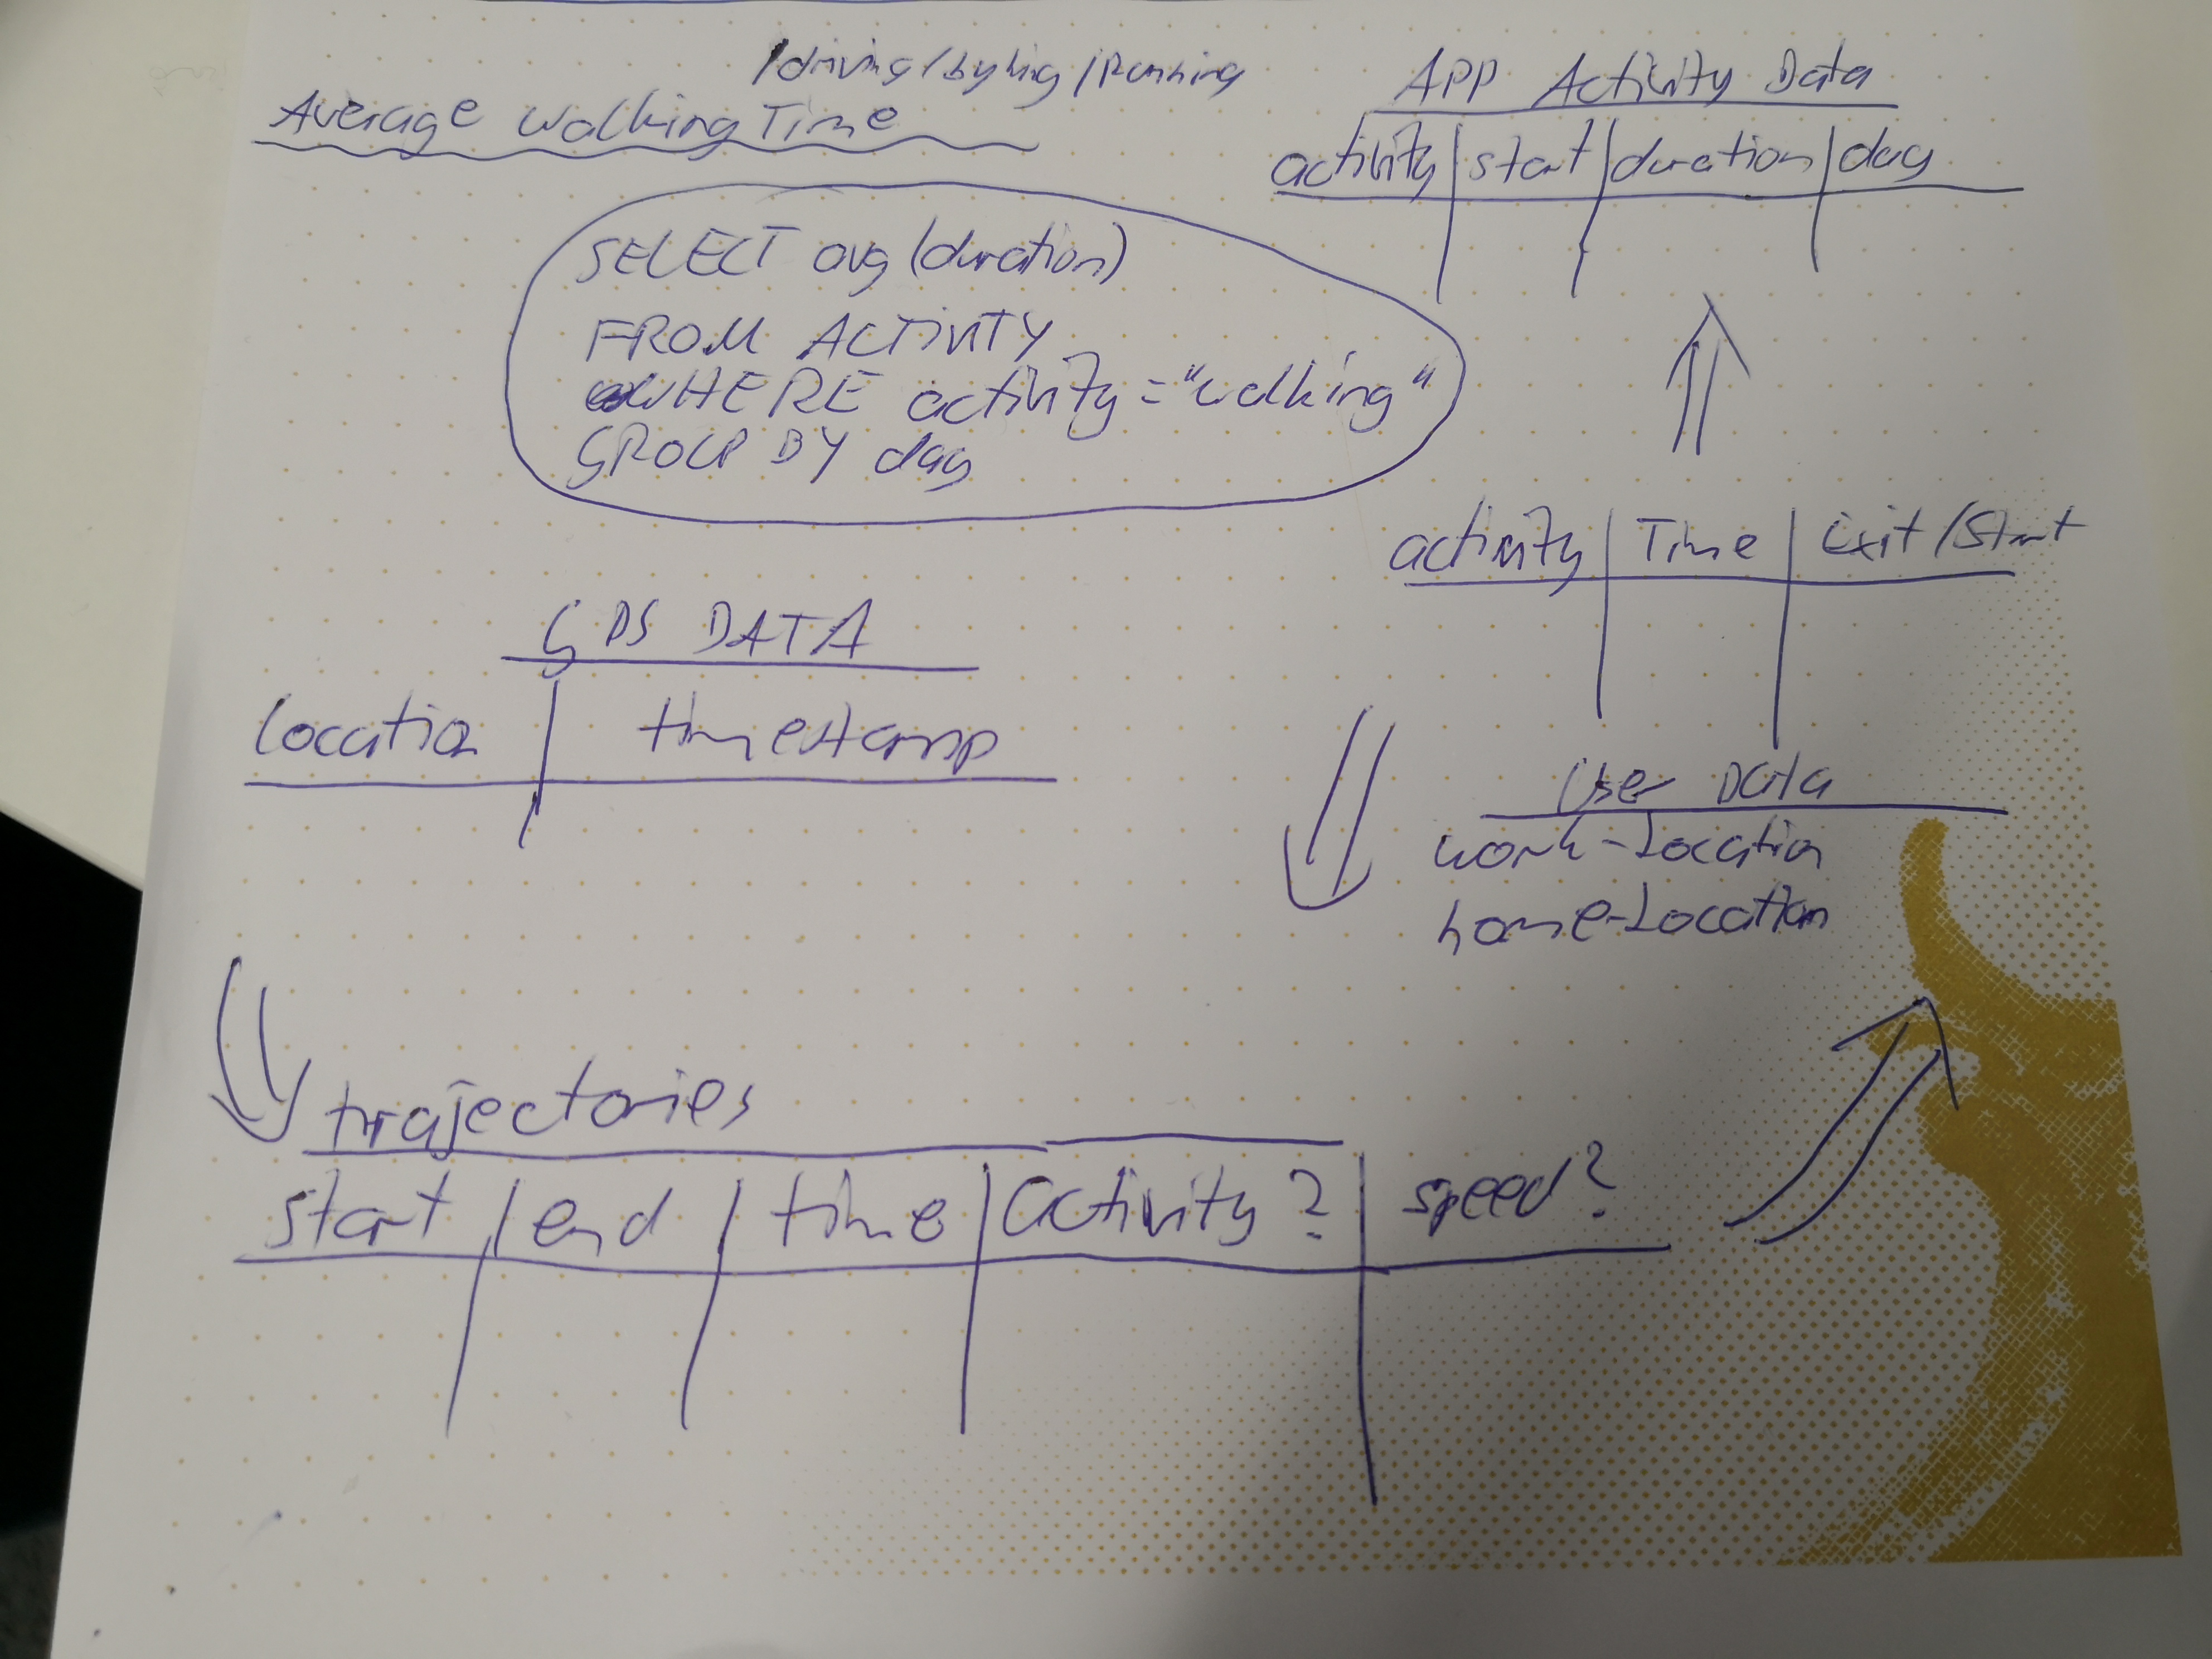 /driving/byking/Running
Average walking Time
APP Activity Data
activity | start | duration | day
SELECT avg (duration)
FROM ACTIVITY
WHERE activity = "walking"
GROUP BY day
activity | Time | Exit/Start
GPS DATA
location | timestamp
User Data
work-Location
home-Location
trajectories
start | end | time | activity? | speed?